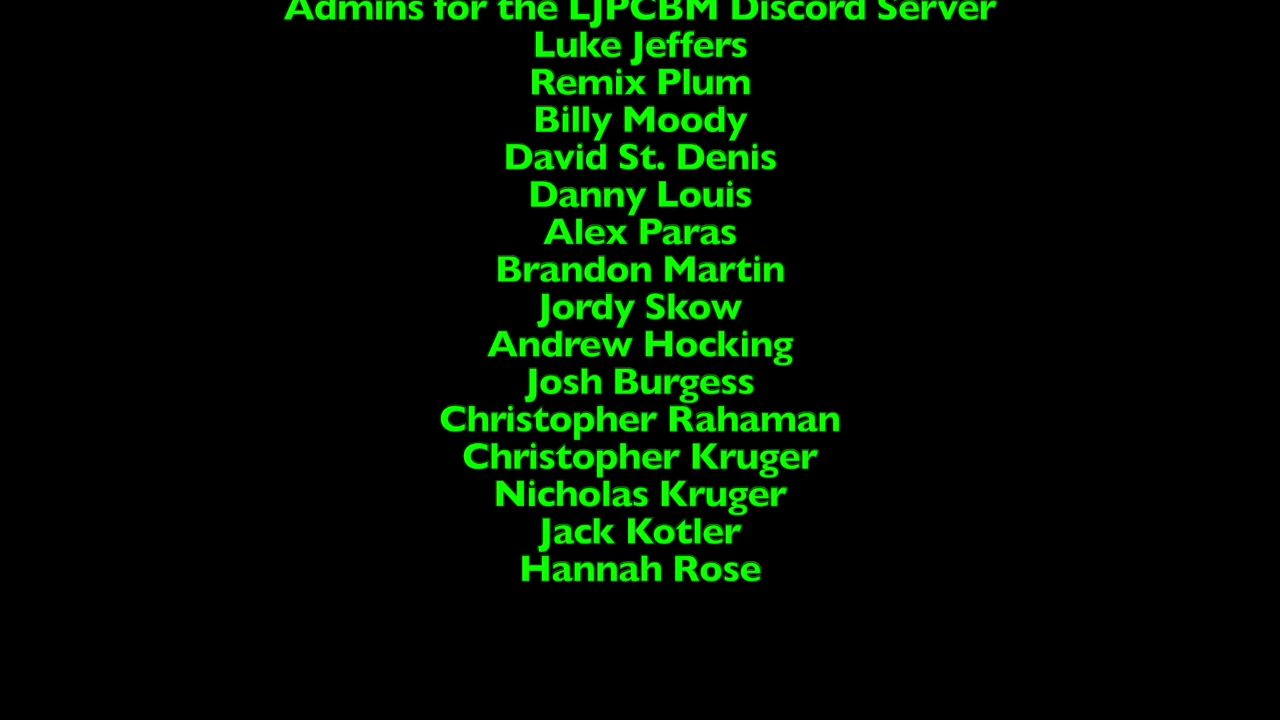 Admins for the LJPCBM Discord Server
Luke Jeffers
Remix Plum
Billy Moody
David St. Denis
Danny Louis
Alex Paras
Brandon Martin
Jordy Skow
Andrew Hocking
Josh Burgess
Christopher Rahaman
Christopher Kruger
Nicholas Kruger
Jack Kotler
Hannah Rose